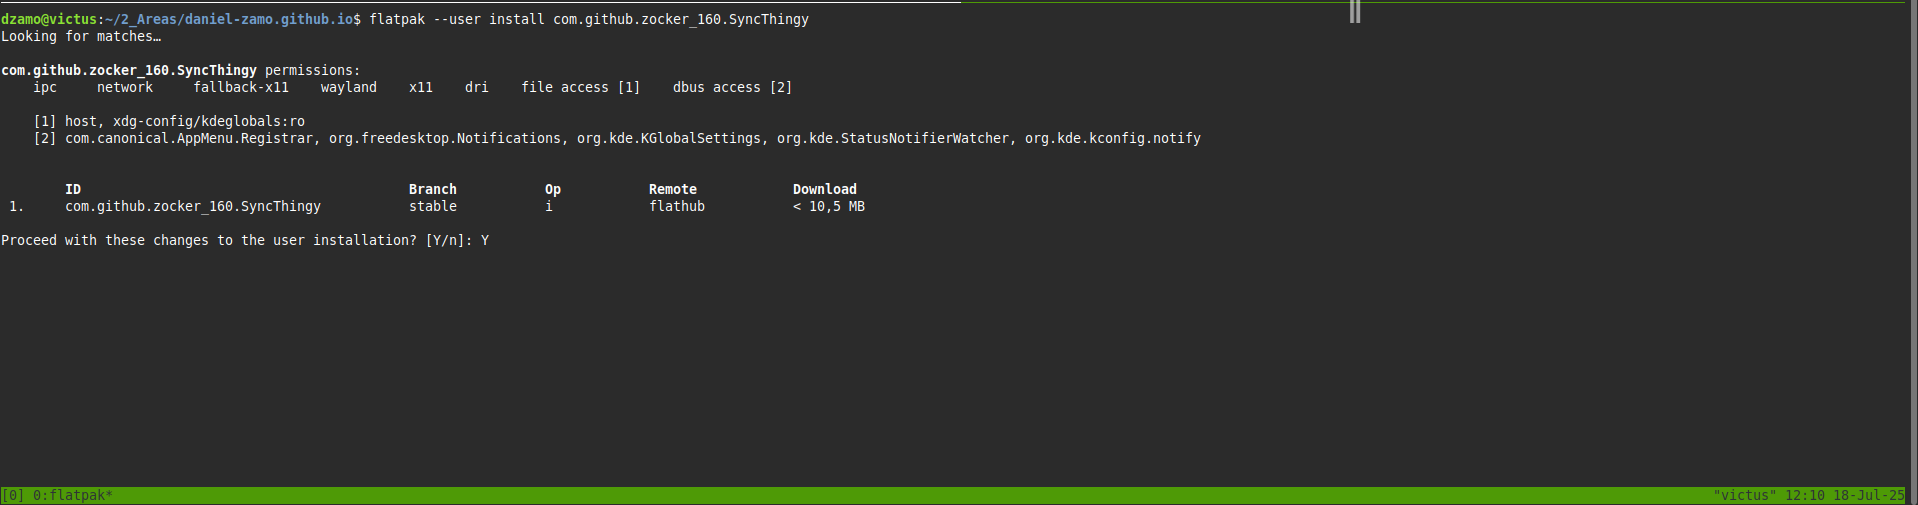 dzamo@victus:~/2_Areas/daniel-zamo.github.io$ flatpak --user install com.github.zocker_160.SyncThingy
Looking for matches…
com.github.zocker_160.SyncThingy permissions:
ipc network fallback-x11 wayland x11 dri file access [1] dbus access [2]
[1] host, xdg-config/kdeglobals:ro
[2] com.canonical.AppMenu.Registrar, org.freedesktop.Notifications, org.kde.KGlobalSettings, org.kde.StatusNotifierWatcher, org.kde.kconfig.notify
ID Branch Op Remote Download
1. com.github.zocker_160.SyncThingy stable i flathub < 10,5 MB
Proceed with these changes to the user installation? [Y/n]: Y
[0] 0:flatpak* "victus" 12:10 18-Jul-25